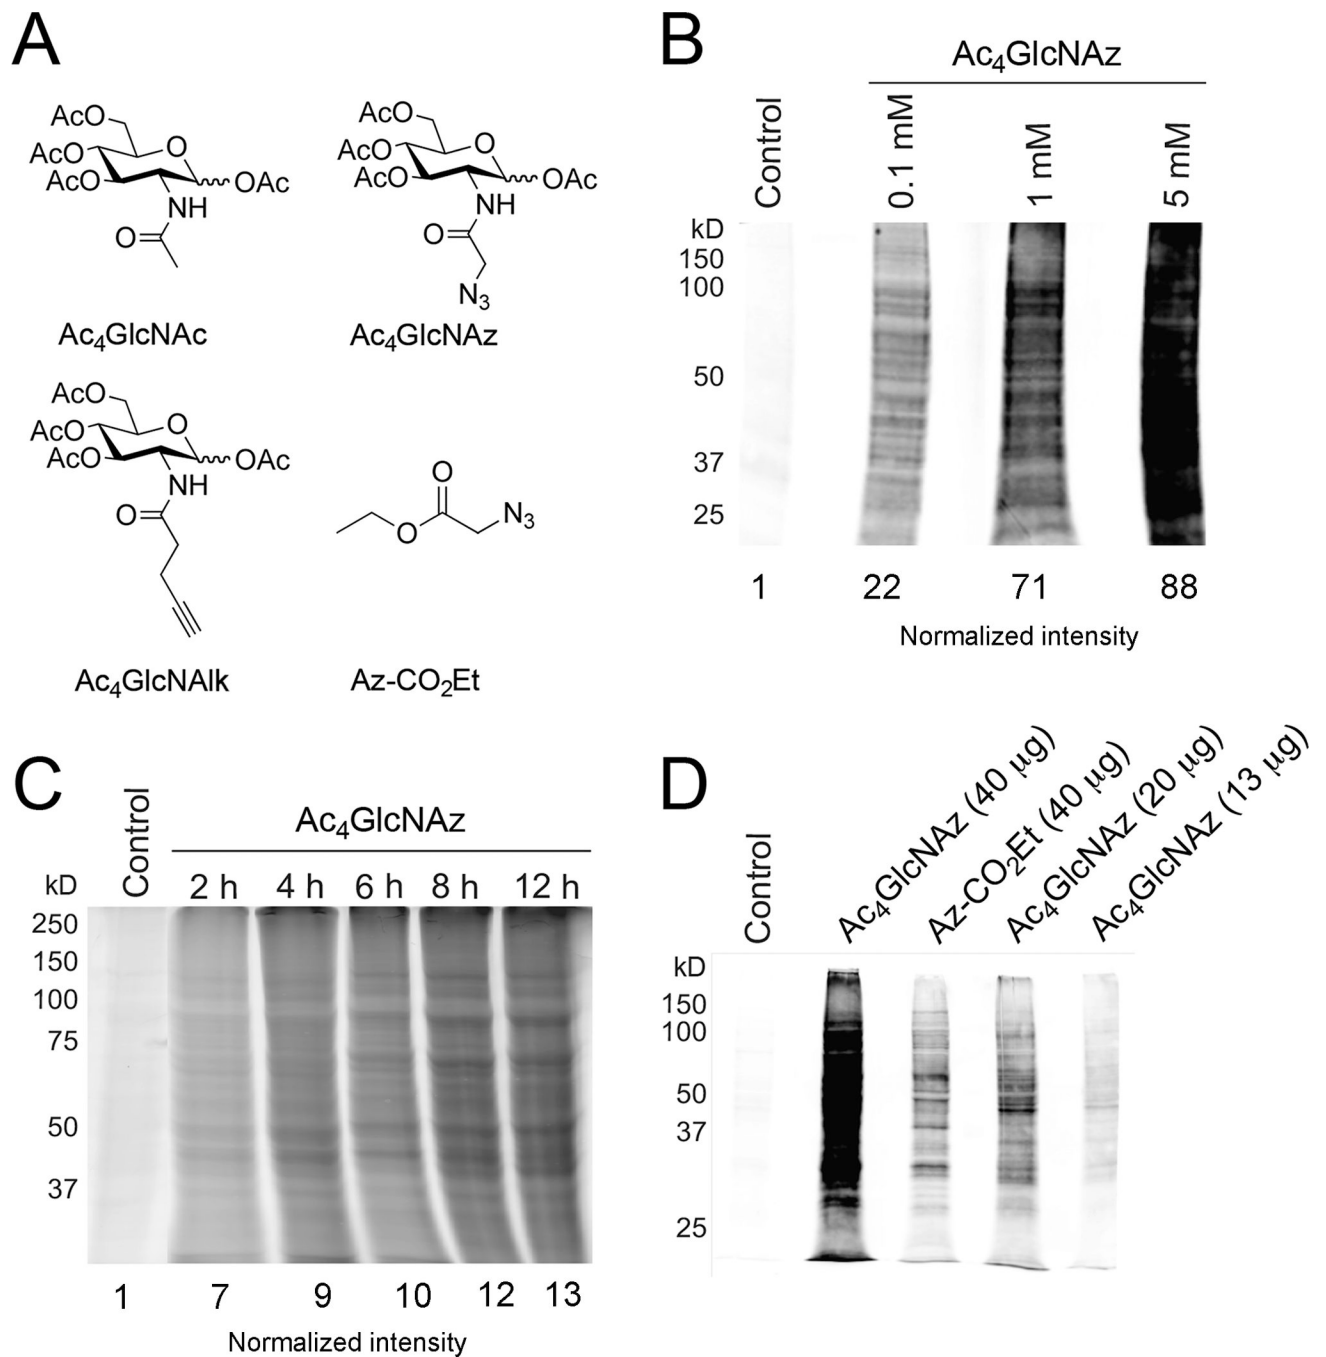 A
AcO
O
AcO
AcO
OAc
NH
O
Ac4GlcNAc
AcO
O
AcO
AcO
OAc
NH
O
N3
Ac4GlcNAz
AcO
O
AcO
AcO
OAc
NH
O
Ac4GlcNAlk
O
O
N3
Az-CO2Et
B
Ac4GlcNAz
Control
0.1 mM
1 mM
5 mM
kD
150
100
50
37
25
1 22 71 88
Normalized intensity
C
Ac4GlcNAz
Control
2 h 4 h 6 h 8 h 12 h
kD
250
150
100
75
50
37
1 7 9 10 12 13
Normalized intensity
D
Control
Ac4GlcNAz (40 µg)
Az-CO2Et (40 µg)
Ac4GlcNAz (20 µg)
Ac4GlcNAz (13 µg)
kD
150
100
50
37
25